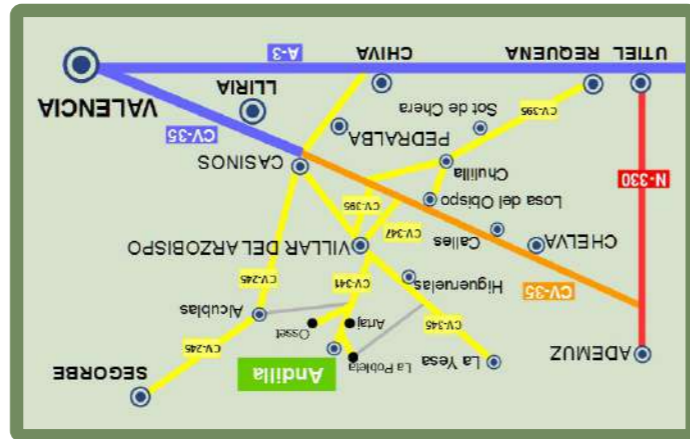 ADEMUZ
La Yesa
La Pobleta
Andilla
SEGORBE
CV-245
CV-345
Artaj
Osset
Alcublas
CV-35
Higueruelas
CV-341
CV-245
CHELVA
Calles
CV-347
VILLAR DEL ARZOBISPO
Losa del Obispo
CV-395
N-330
Chulilla
CASINOS
PEDRALBA
CV-35
Sot de Chera
CV-395
VALENCIA
LLIRIA
UTIEL
REQUENA
CHIVA
A-3